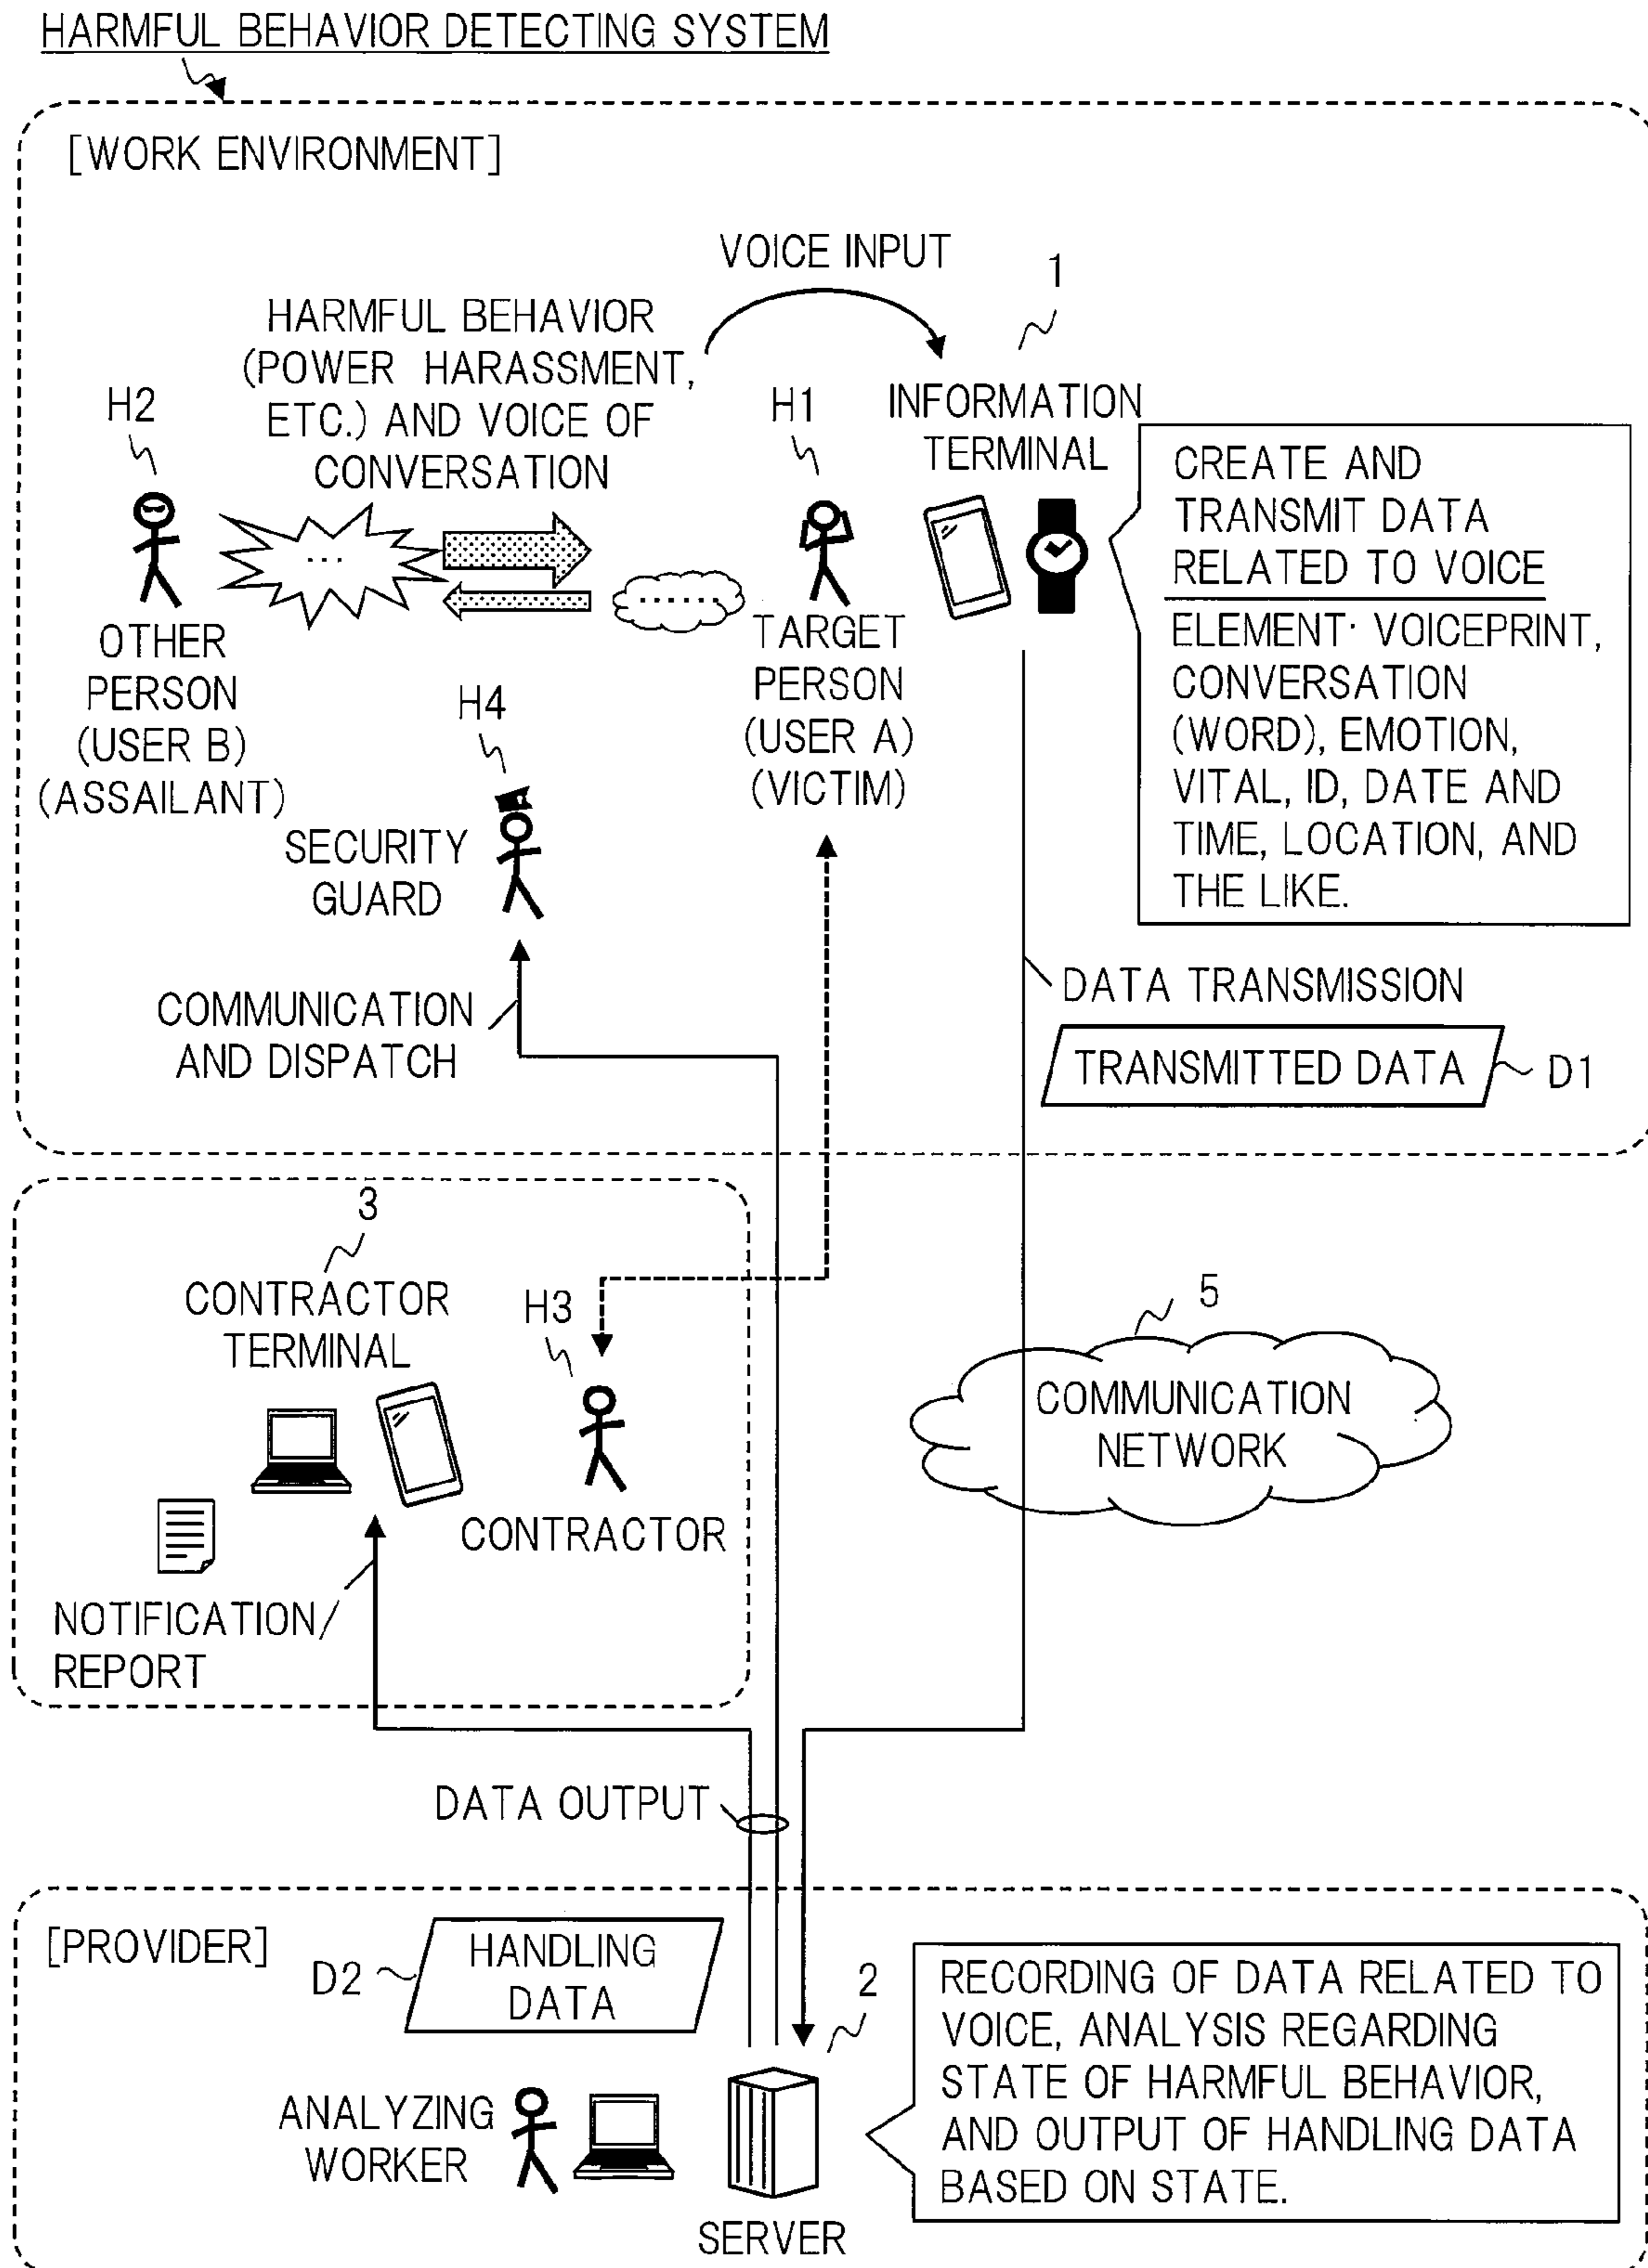 HARMFUL BEHAVIOR DETECTING SYSTEM
[WORK ENVIRONMENT]
VOICE INPUT
1
HARMFUL BEHAVIOR
(POWER HARASSMENT,
ETC.) AND VOICE OF
CONVERSATION
H2
H1
INFORMATION
TERMINAL
CREATE AND
TRANSMIT DATA
RELATED TO VOICE
ELEMENT· VOICEPRINT,
CONVERSATION
(WORD), EMOTION,
VITAL, ID, DATE AND
TIME, LOCATION, AND
THE LIKE.
...
......
OTHER
PERSON
(USER B)
(ASSAILANT)
TARGET
PERSON
(USER A)
(VICTIM)
H4
SECURITY
GUARD
COMMUNICATION
AND DISPATCH
DATA TRANSMISSION
TRANSMITTED DATA
D1
3
CONTRACTOR
TERMINAL
H3
CONTRACTOR
NOTIFICATION/
REPORT
5
COMMUNICATION
NETWORK
DATA OUTPUT
[PROVIDER]
D2
HANDLING
DATA
2
RECORDING OF DATA RELATED TO
VOICE, ANALYSIS REGARDING
STATE OF HARMFUL BEHAVIOR,
AND OUTPUT OF HANDLING DATA
BASED ON STATE.
ANALYZING
WORKER
SERVER